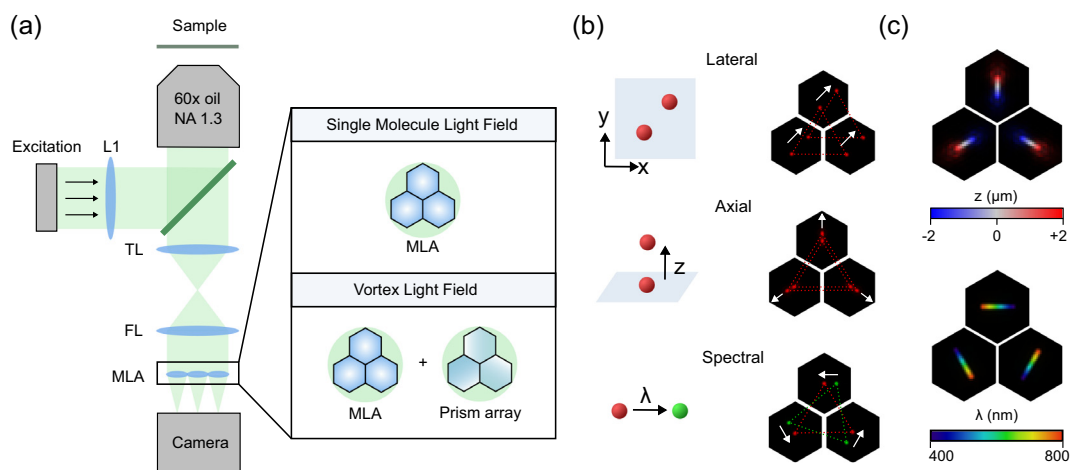 (a)
Sample
60x oil
NA 1.3
Excitation
L1
TL
FL
MLA
Camera
Single Molecule Light Field
MLA
Vortex Light Field
+
MLA
Prism array
(b)
Lateral
y
x
Axial
z
Spectral
λ
(c)
z (μm)
-2 0 +2
λ (nm)
400 800